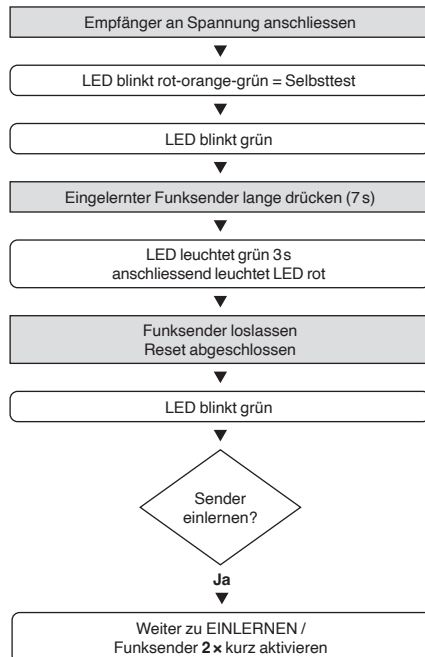 Empfänger an Spannung anschliessen
LED blinkt rot-orange-grün = Selbsttest
LED blinkt grün
Eingelernter Funksender lange drücken (7 s)
LED leuchtet grün 3 s
anschliessend leuchtet LED rot
Funksender loslassen
Reset abgeschlossen
LED blinkt grün
Sender
einlernen?
Ja
Weiter zu EINLERNEN /
Funksender 2 × kurz aktivieren